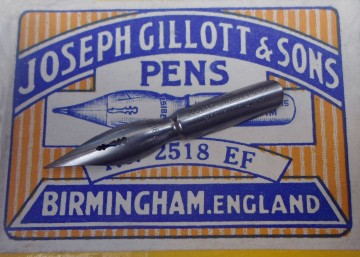 JOSEPH GILLOTT & SONS
PENS
2518 EF
BIRMINGHAM. ENGLAND